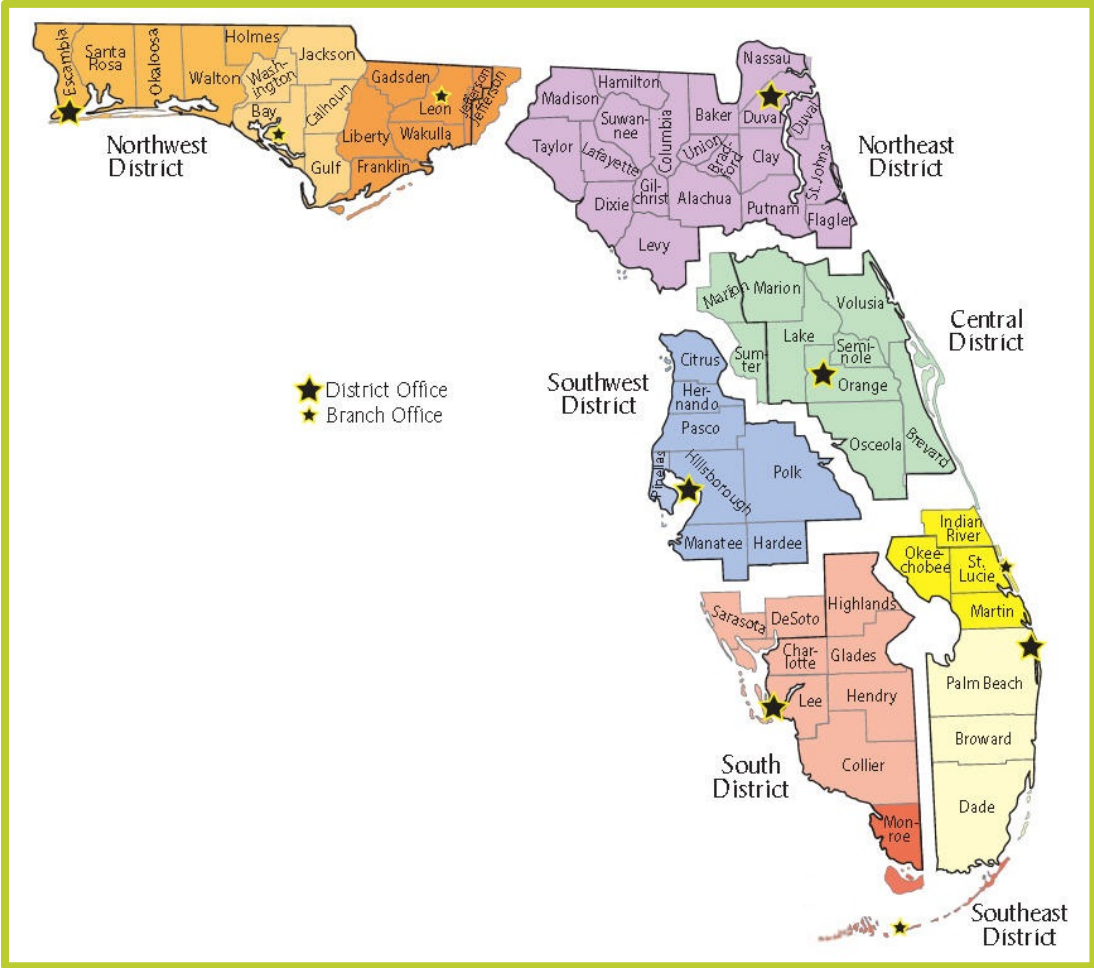 Escambia
Santa
Rosa
Okaloosa
Walton
Holmes
Wash-
ington
Bay
Jackson
Calhoun
Gulf
Gadsden
Liberty
Franklin
Leon
Wakulla
Jefferson
Jefferson
Northwest
District
Nassau
Duval
Duval
Hamilton
Madison
Taylor
Suwan-
nee
Lafayette
Columbia
Baker
Union
Brad-
ford
Clay
St. Johns
Dixie
Gil-
christ
Alachua
Putnam
Flagler
Levy
Northeast
District
Marion
Marion
Volusia
Lake
Sum-
ter
Semi-
nole
Orange
Osceola
Brevard
Central
District
District Office
Branch Office
Southwest
District
Citrus
Her-
nando
Pasco
Pinellas
Hillsborough
Polk
Manatee
Hardee
Indian
River
Okee-
chobee
St.
Lucie
Martin
Palm Beach
Broward
Dade
Sarasota
DeSoto
Highlands
Char-
lotte
Glades
Lee
Hendry
Collier
Mon-
roe
South
District
Southeast
District